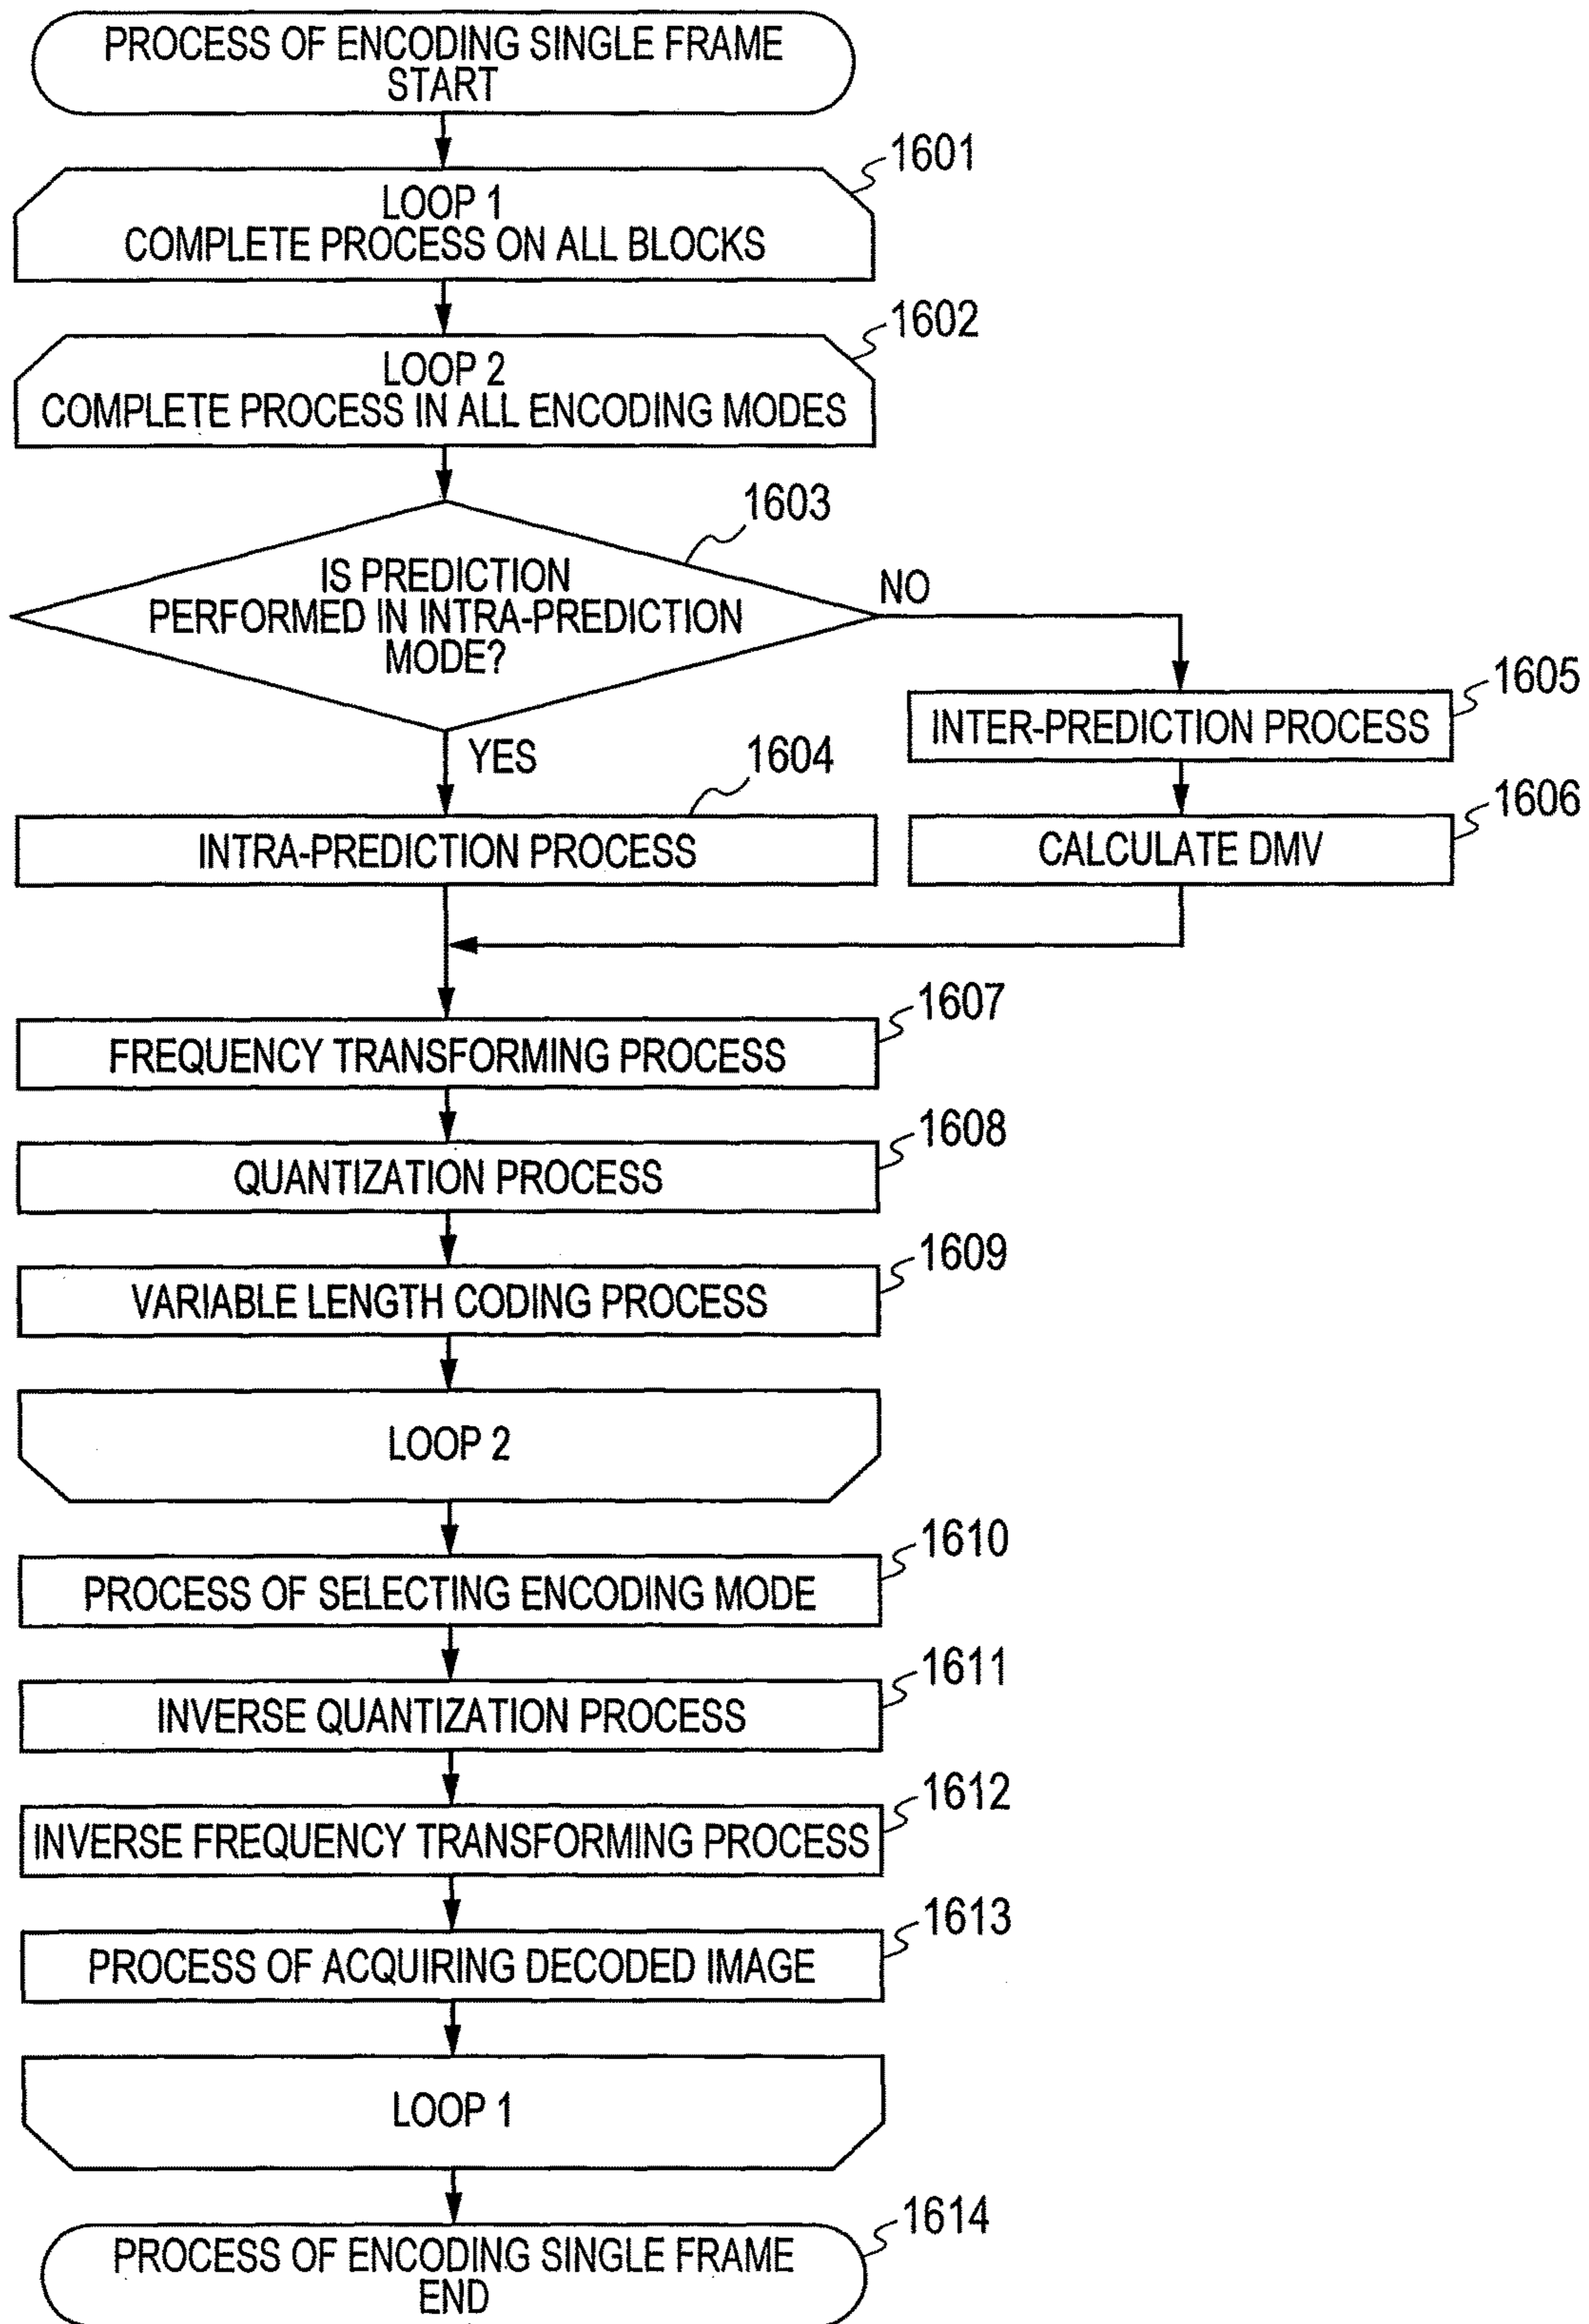 PROCESS OF ENCODING SINGLE FRAME
START
1601
LOOP 1
COMPLETE PROCESS ON ALL BLOCKS
1602
LOOP 2
COMPLETE PROCESS IN ALL ENCODING MODES
1603
IS PREDICTION
PERFORMED IN INTRA-PREDICTION
MODE?
NO
YES
1605
INTER-PREDICTION PROCESS
1604
INTRA-PREDICTION PROCESS
1606
CALCULATE DMV
1607
FREQUENCY TRANSFORMING PROCESS
1608
QUANTIZATION PROCESS
1609
VARIABLE LENGTH CODING PROCESS
LOOP 2
1610
PROCESS OF SELECTING ENCODING MODE
1611
INVERSE QUANTIZATION PROCESS
1612
INVERSE FREQUENCY TRANSFORMING PROCESS
1613
PROCESS OF ACQUIRING DECODED IMAGE
LOOP 1
1614
PROCESS OF ENCODING SINGLE FRAME
END